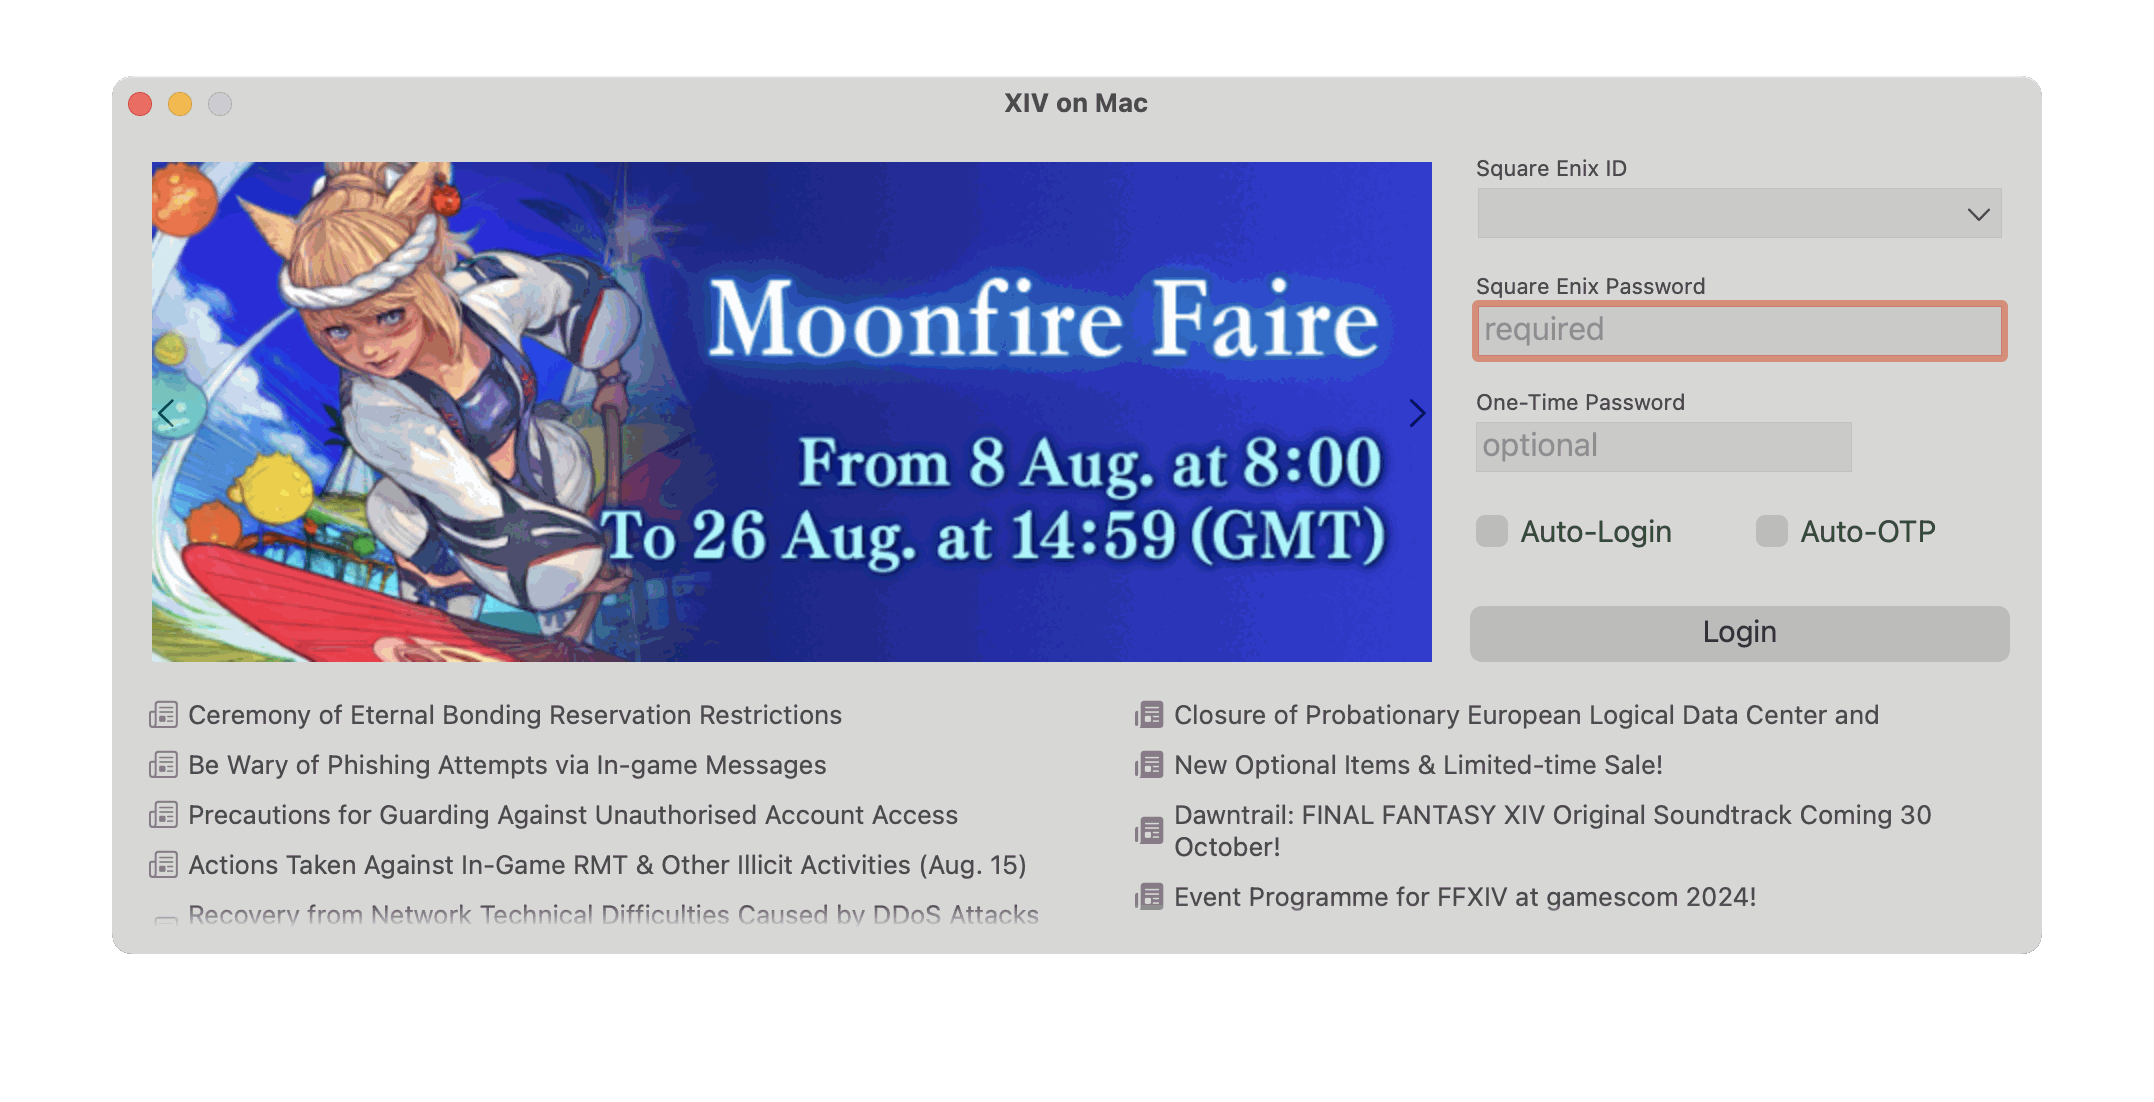 XIV on Mac
Moonfire Faire
From 8 Aug. at 8:00
To 26 Aug. at 14:59 (GMT)
Square Enix ID
Square Enix Password
required
One-Time Password
optional
Auto-Login
Auto-OTP
Login
Ceremony of Eternal Bonding Reservation Restrictions
Be Wary of Phishing Attempts via In-game Messages
Precautions for Guarding Against Unauthorised Account Access
Actions Taken Against In-Game RMT & Other Illicit Activities (Aug. 15)
Recovery from Network Technical Difficulties Caused by DDoS Attacks
Closure of Probationary European Logical Data Center and
New Optional Items & Limited-time Sale!
Dawntrail: FINAL FANTASY XIV Original Soundtrack Coming 30
October!
Event Programme for FFXIV at gamescom 2024!